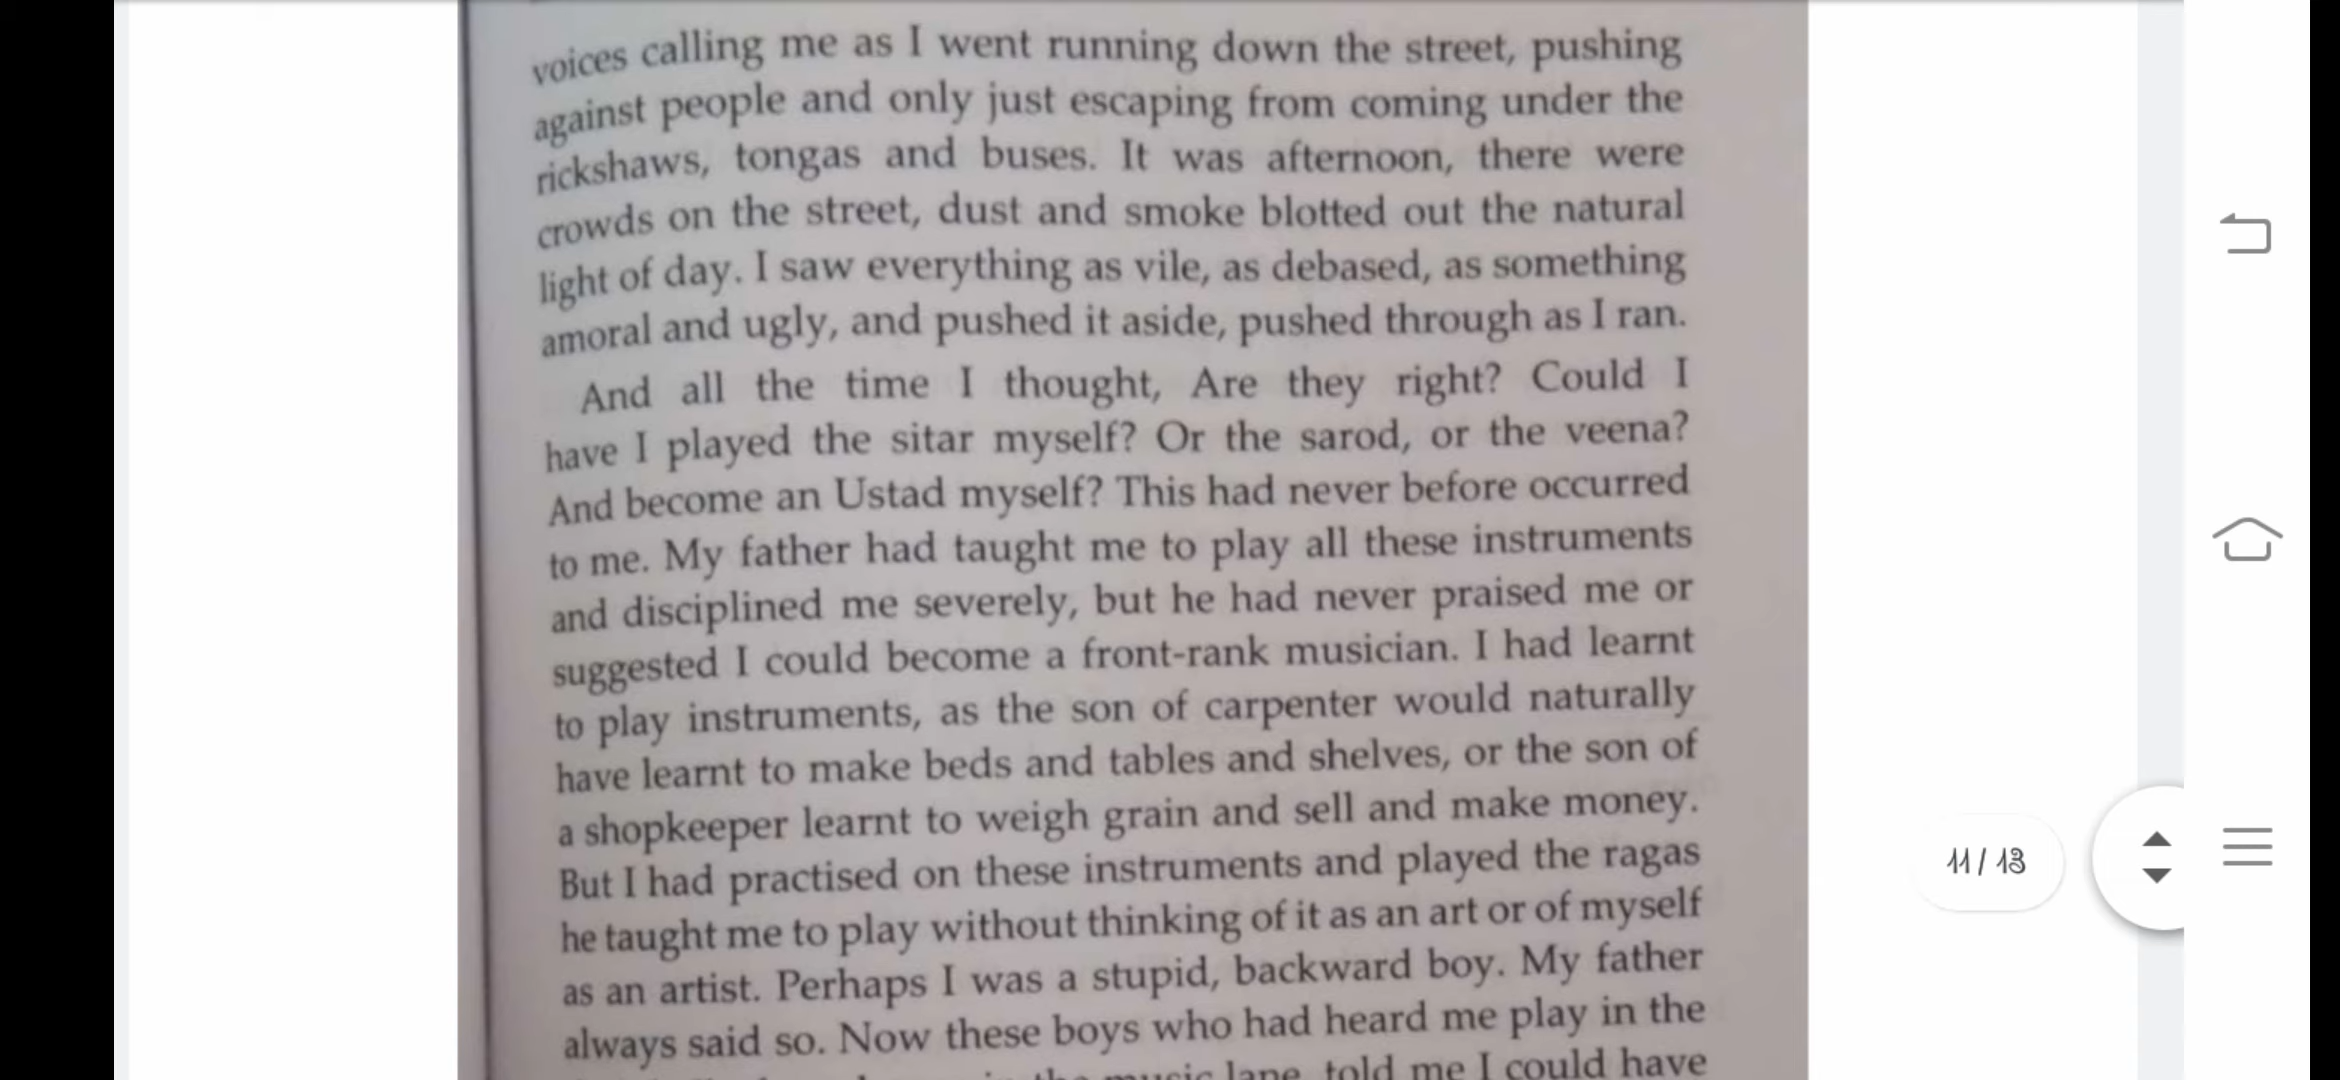 voices calling me as I went running down the street, pushing
against people and only just escaping from coming under the
rickshaws, tongas and buses. It was afternoon, there were
crowds on the street, dust and smoke blotted out the natural
light of day. I saw everything as vile, as debased, as something
amoral and ugly, and pushed it aside, pushed through as I ran.
And all the time I thought, Are they right? Could I
have I played the sitar myself? Or the sarod, or the veena?
And become an Ustad myself? This had never before occurred
to me. My father had taught me to play all these instruments
and disciplined me severely, but he had never praised me or
suggested I could become a front-rank musician. I had learnt
to play instruments, as the son of carpenter would naturally
have learnt to make beds and tables and shelves, or the son of
a shopkeeper learnt to weigh grain and sell and make money.
But I had practised on these instruments and played the ragas
he taught me to play without thinking of it as an art or of myself
as an artist. Perhaps I was a stupid, backward boy. My father
always said so. Now these boys who had heard me play in the
in the music lane, told me I could have
11/13